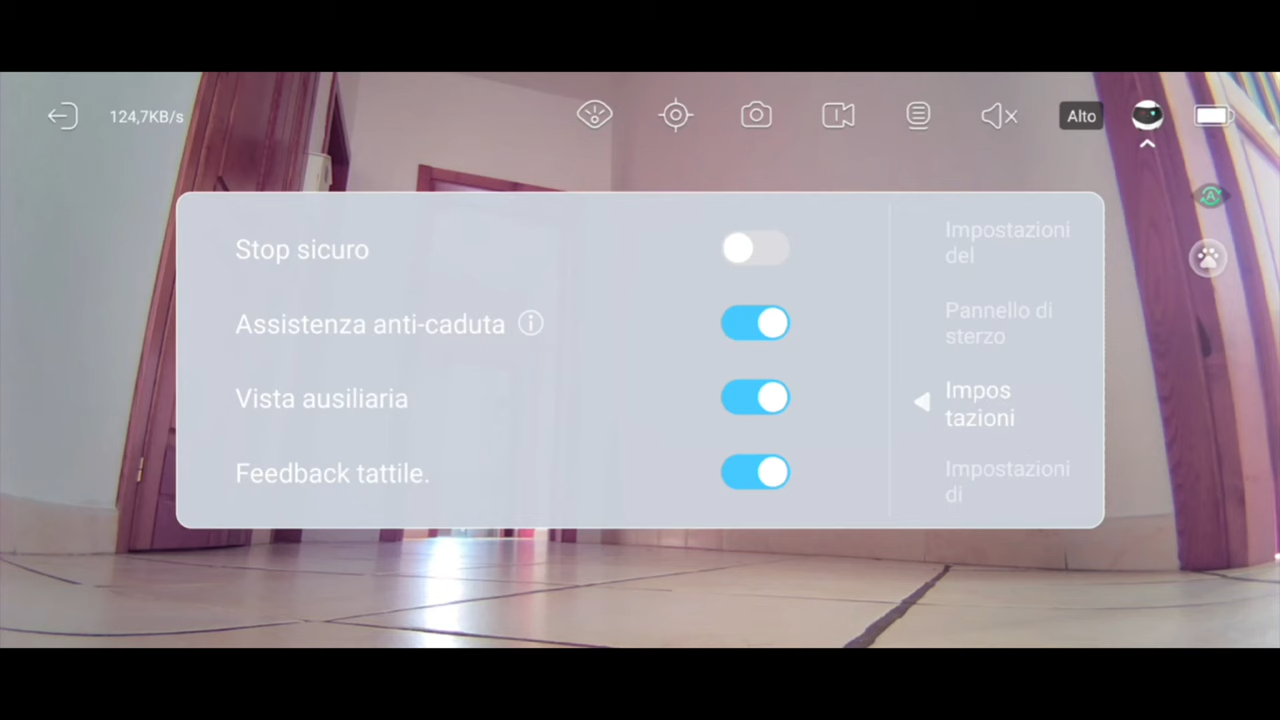 124,7KB/s
Alto
Stop sicuro
Assistenza anti-caduta
Vista ausiliaria
Feedback tattile.
Impostazioni
del
Pannello di
sterzo
Impos
tazioni
Impostazioni
di